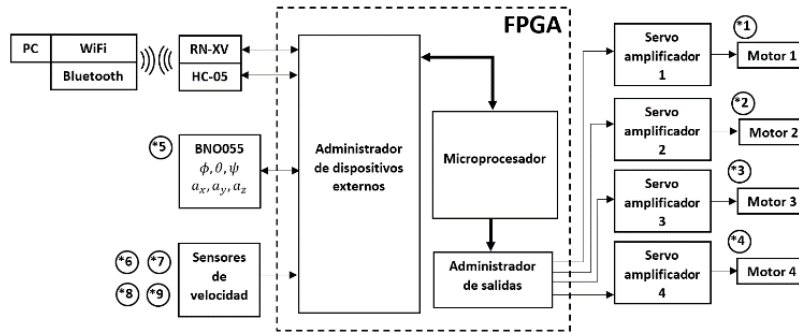 FPGA
PC
WiFi
Bluetooth
RN-XV
HC-05
*5
BNO055
ϕ, θ, ψ
aₓ, a_y, a_z
*6
*7
*8
*9
Sensores
de
velocidad
Administrador
de dispositivos
externos
Microprocesador
Administrador
de salidas
Servo
amplificador
1
*1
Motor 1
Servo
amplificador
2
*2
Motor 2
Servo
amplificador
3
*3
Motor 3
Servo
amplificador
4
*4
Motor 4